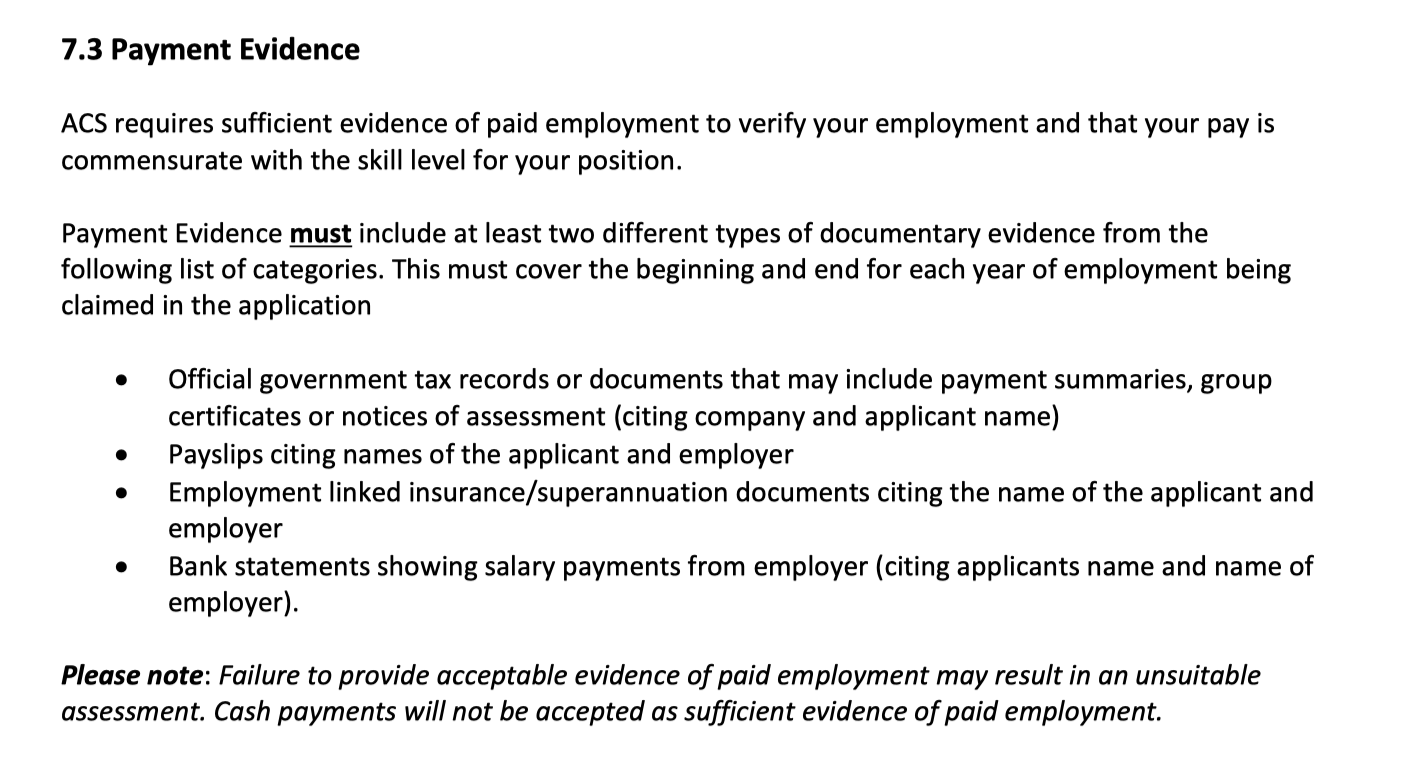 7.3 Payment Evidence
ACS requires sufficient evidence of paid employment to verify your employment and that your pay is
commensurate with the skill level for your position.
Payment Evidence must include at least two different types of documentary evidence from the
following list of categories. This must cover the beginning and end for each year of employment being
claimed in the application
• Official government tax records or documents that may include payment summaries, group
certificates or notices of assessment (citing company and applicant name)
• Payslips citing names of the applicant and employer
• Employment linked insurance/superannuation documents citing the name of the applicant and
employer
• Bank statements showing salary payments from employer (citing applicants name and name of
employer).
Please note: Failure to provide acceptable evidence of paid employment may result in an unsuitable
assessment. Cash payments will not be accepted as sufficient evidence of paid employment.